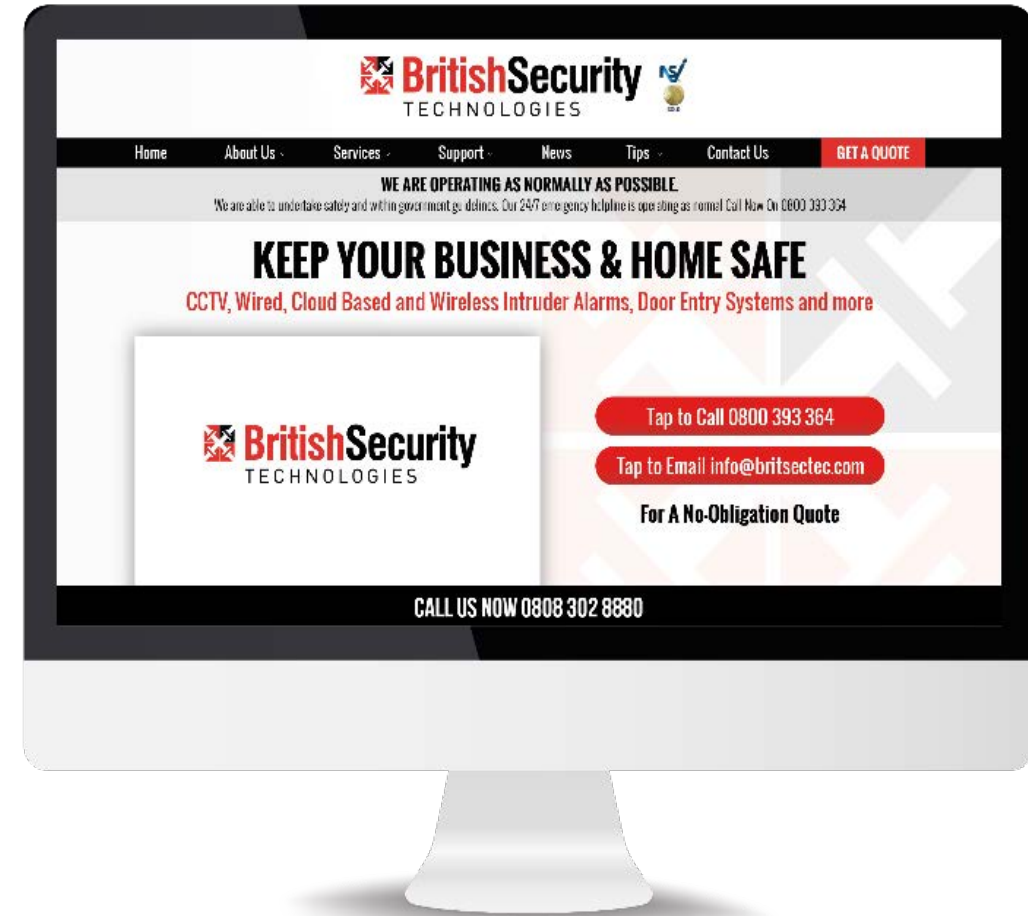 BritishSecurity
TECHNOLOGIES
Home About Us Services Support News Tips Contact Us GET A QUOTE
WE ARE OPERATING AS NORMALLY AS POSSIBLE.
We are able to undertake safely and within government guidelines. Our 24/7 emergency helpline is operating as normal Call Now On 0800 393 364
KEEP YOUR BUSINESS & HOME SAFE
CCTV, Wired, Cloud Based and Wireless Intruder Alarms, Door Entry Systems and more
BritishSecurity
TECHNOLOGIES
Tap to Call 0800 393 364
Tap to Email info@britsectec.com
For A No-Obligation Quote
CALL US NOW 0808 302 8880